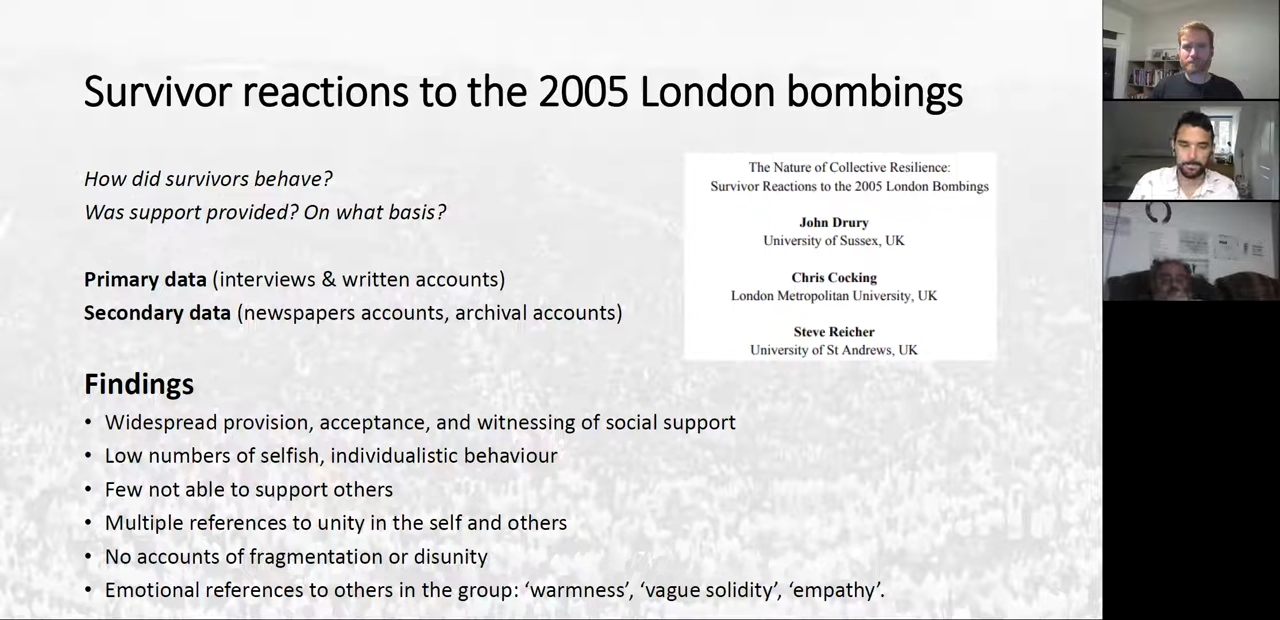 Survivor reactions to the 2005 London bombings
How did survivors behave?
Was support provided? On what basis?
Primary data (interviews & written accounts)
Secondary data (newspapers accounts, archival accounts)
The Nature of Collective Resilience:
Survivor Reactions to the 2005 London Bombings
John Drury
University of Sussex, UK
Chris Cocking
London Metropolitan University, UK
Steve Reicher
University of St Andrews, UK
Findings
• Widespread provision, acceptance, and witnessing of social support
• Low numbers of selfish, individualistic behaviour
• Few not able to support others
• Multiple references to unity in the self and others
• No accounts of fragmentation or disunity
• Emotional references to others in the group: ‘warmness’, ‘vague solidity’, ‘empathy’.